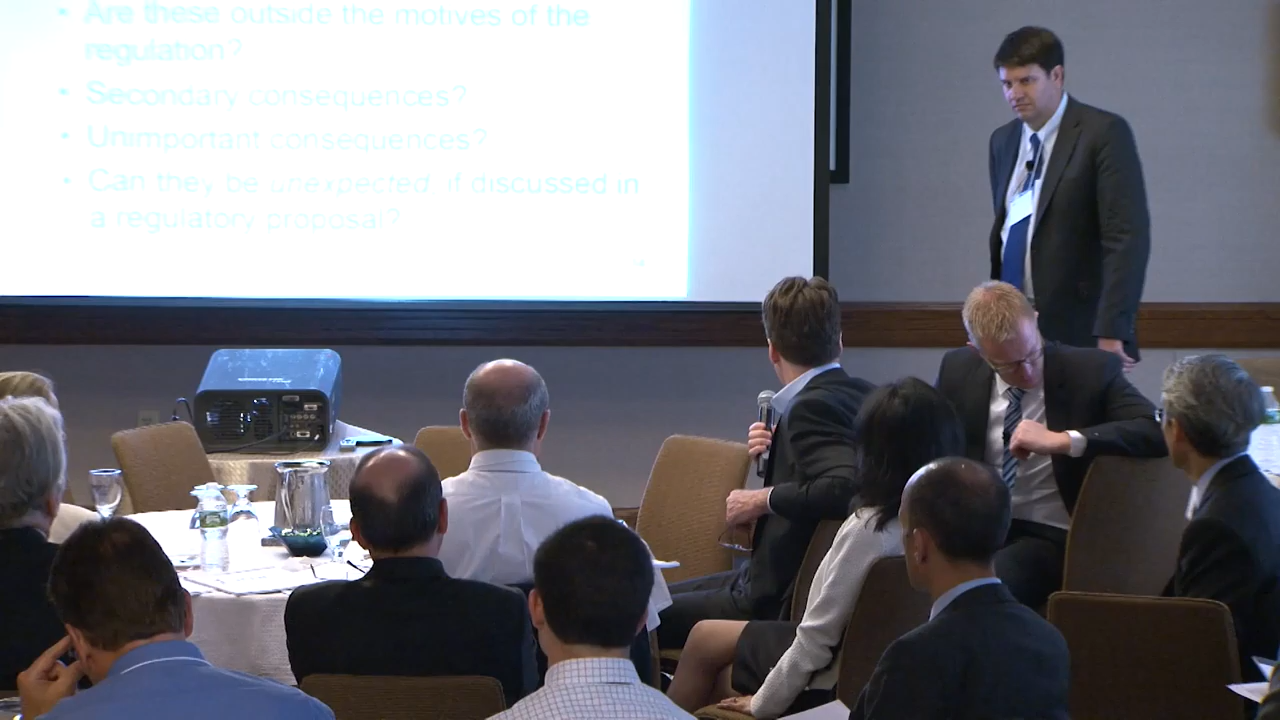 • Are these outside the motives of the
regulation?
• Secondary consequences?
• Unimportant consequences?
• Can they be unexpected, if discussed in
a regulatory proposal?